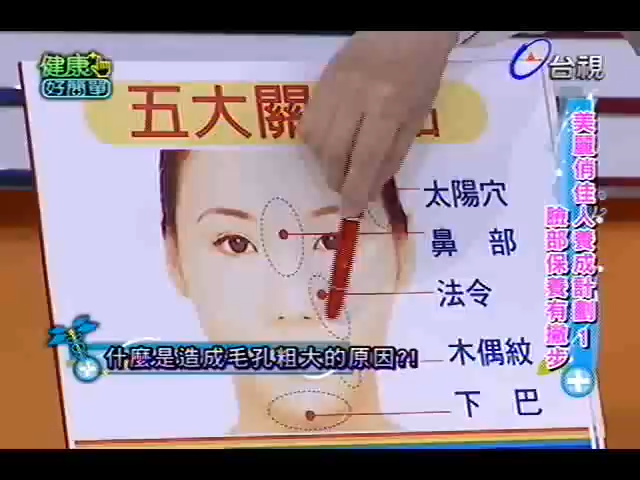 健康
好簡單
台視
五大關
太陽穴
鼻 部
法令
木偶紋
下 巴
美麗俏佳人養成計劃1
臉部保養有撇步
什麼是造成毛孔粗大的原因?!